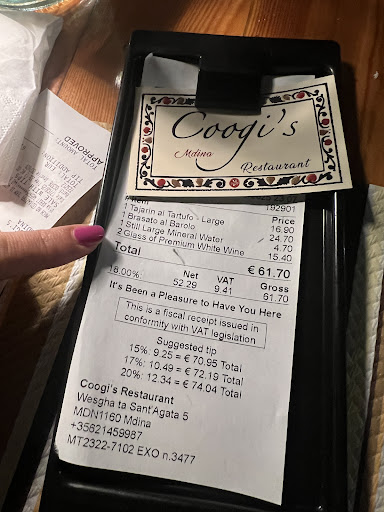 Coogi's
Mdina
Restaurant
192901
Price
1 Tajarin al Tartufo - Large 16.90
1 Brasato al Barolo 24.70
1 Still Large Mineral Water 4.70
2 Glass of Premium White Wine 15.40
Total € 61.70
Net VAT Gross
18.00%: 52.29 9.41 61.70
It's Been a Pleasure to Have You Here
This is a fiscal receipt issued in
conformity with VAT legislation
Suggested tip
15%: 9.25 = € 70.95 Total
17%: 10.49 = € 72.19 Total
20%: 12.34 = € 74.04 Total
Coogi's Restaurant
Wesgha ta Sant'Agata 5
MDN1160 Mdina
+35621459987
MT2322-7102 EXO n.3477
APPROVED
TOT AMOUNT